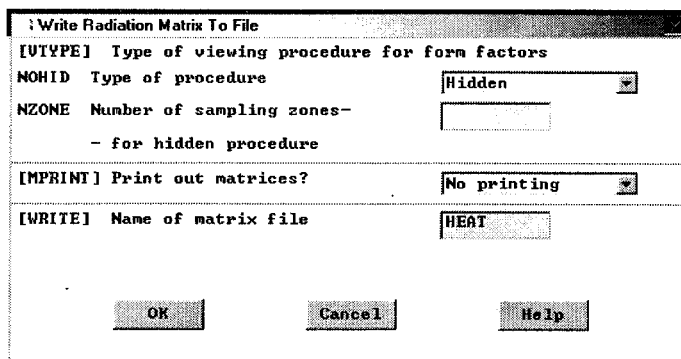 Write Radiation Matrix To File
[VTYPE] Type of viewing procedure for form factors
NOHID Type of procedure Hidden
NZONE Number of sampling zones-
- for hidden procedure
[MPRINT] Print out matrices? No printing
[WRITE] Name of matrix file HEAT
OK Cancel Help